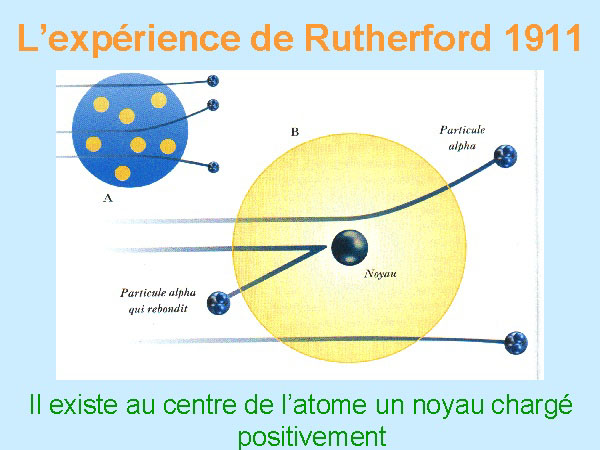 L’expérience de Rutherford 1911
A
B
Particule
alpha
Noyau
Particule alpha
qui rebondit
Il existe au centre de l’atome un noyau chargé
positivement